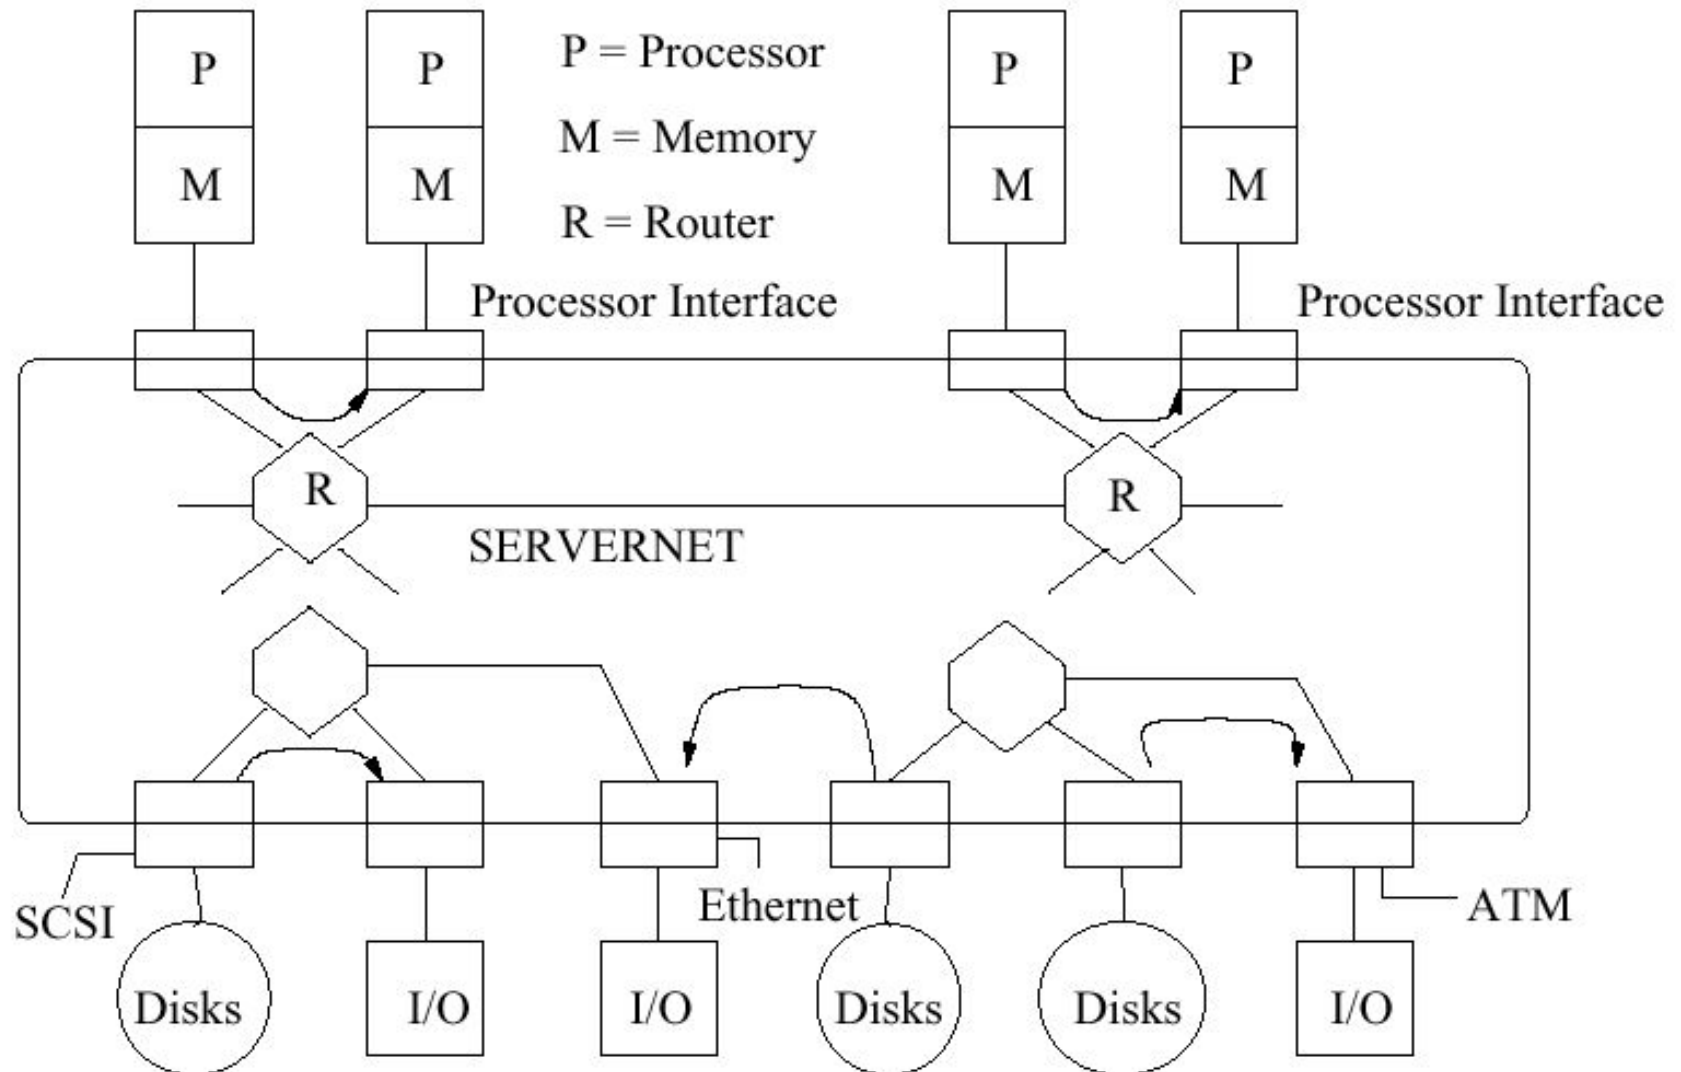 P
P
P = Processor
P
P
M = Memory
M
M
M
M
R = Router
Processor Interface
Processor Interface
R
R
SERVERNET
SCSI
Ethernet
ATM
Disks
I/O
I/O
Disks
Disks
I/O